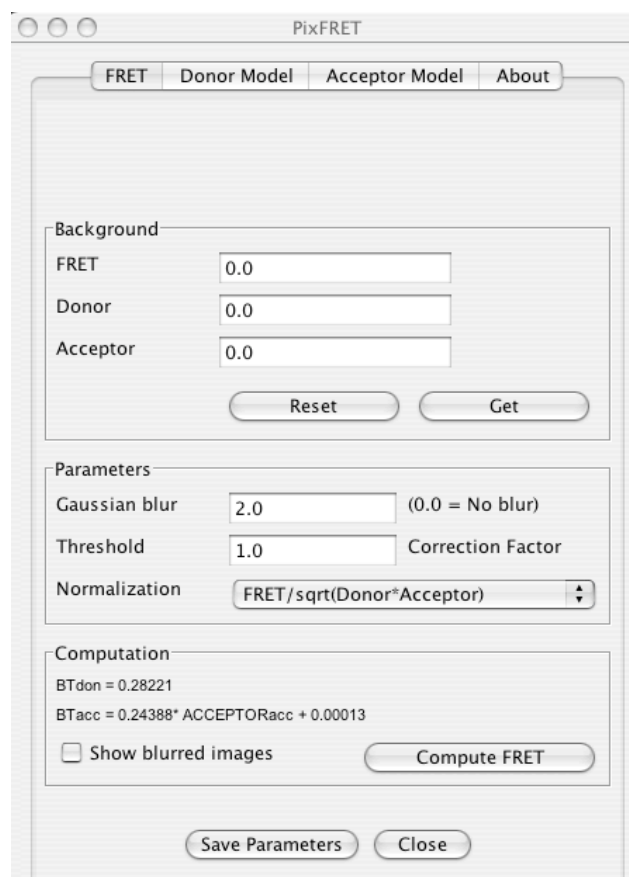 PixFRET
FRET Donor Model Acceptor Model About
Background
FRET 0.0
Donor 0.0
Acceptor 0.0
Reset Get
Parameters
Gaussian blur 2.0 (0.0 = No blur)
Threshold 1.0 Correction Factor
Normalization FRET/sqrt(Donor*Acceptor)
Computation
BTdon = 0.28221
BTacc = 0.24388* ACCEPTORacc + 0.00013
Show blurred images Compute FRET
Save Parameters Close